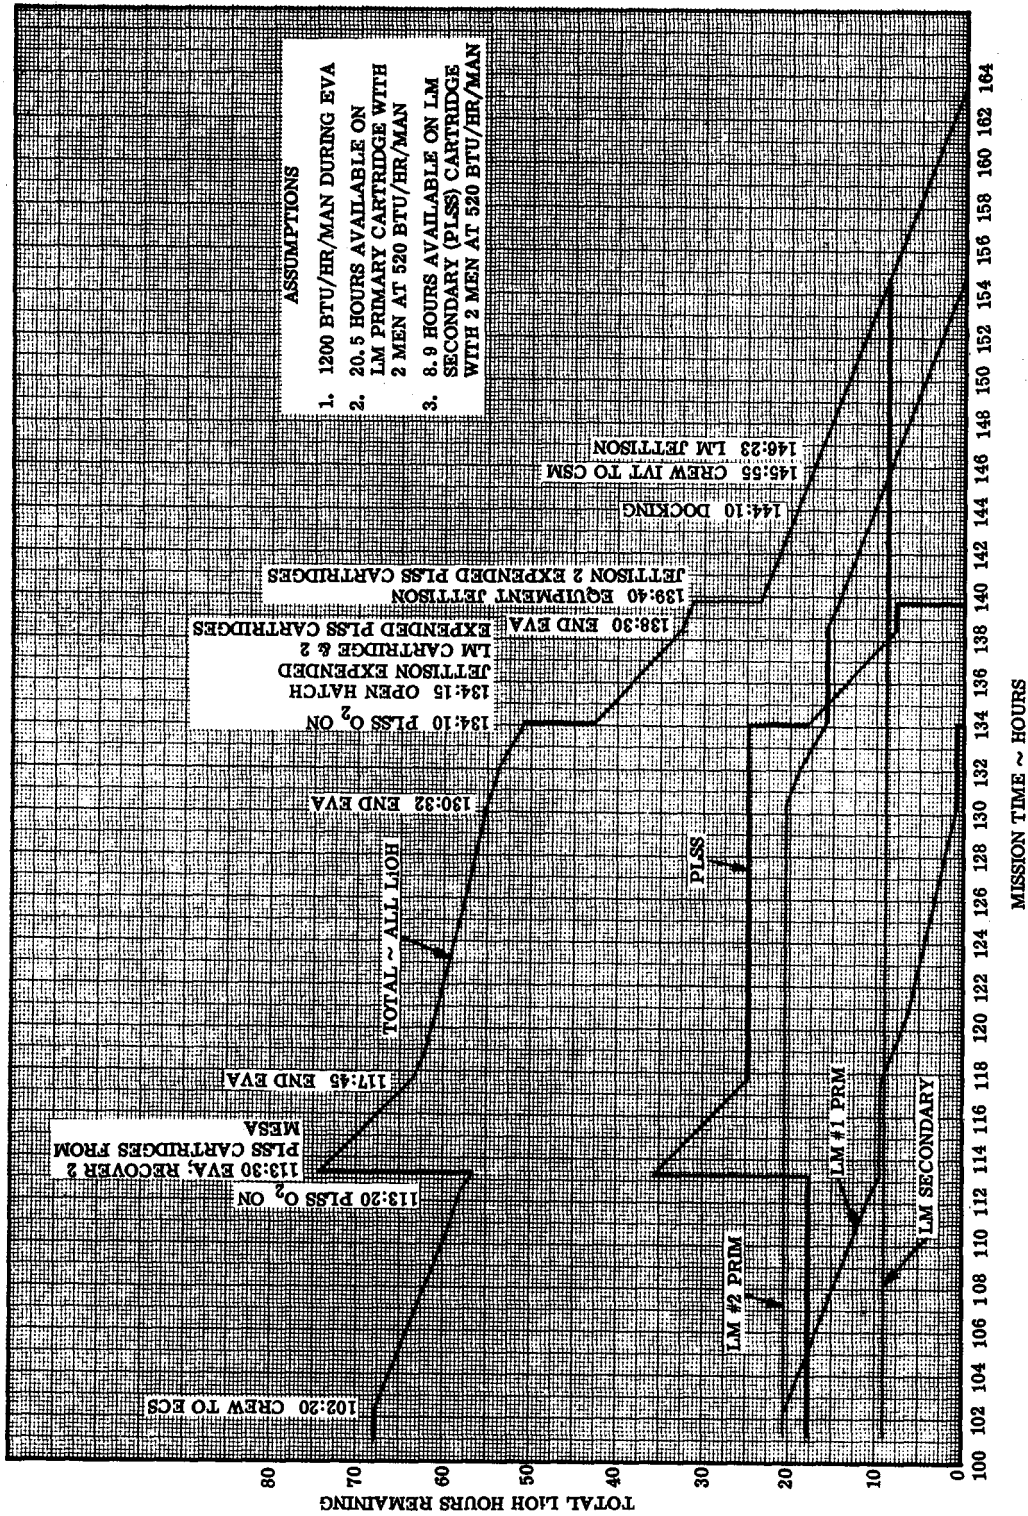 ASSUMPTIONS
1. 1200 BTU/HR/MAN DURING EVA
2. 20.5 HOURS AVAILABLE ON
LM PRIMARY CARTRIDGE WITH
2 MEN AT 520 BTU/HR/MAN
3. 8.9 HOURS AVAILABLE ON LM
SECONDARY (PLSS) CARTRIDGE
WITH 2 MEN AT 520 BTU/HR/MAN
TOTAL LiOH HOURS REMAINING
80
70
60
50
40
30
20
10
0
102:20 CREW TO ECS
113:20 PLSS O2 ON
113:30 EVA; RECOVER 2
PLSS CARTRIDGES FROM
MESA
117:45 END EVA
TOTAL ~ ALL LiOH
130:32 END EVA
134:10 PLSS O2 ON
134:15 OPEN HATCH
JETTISON EXPENDED
LM CARTRIDGE & 2
EXPENDED PLSS CARTRIDGES
138:30 END EVA
139:40 EQUIPMENT JETTISON
JETTISON 2 EXPENDED PLSS CARTRIDGES
144:10 DOCKING
145:55 CREW IVT TO CSM
146:23 LM JETTISON
PLSS
LM #2 PRIM
LM #1 PRM
LM SECONDARY
100 102 104 106 108 110 112 114 116 118 120 122 124 126 128 130 132 134 136 138 140 142 144 146 148 150 152 154 156 158 160 162 164
MISSION TIME ~ HOURS